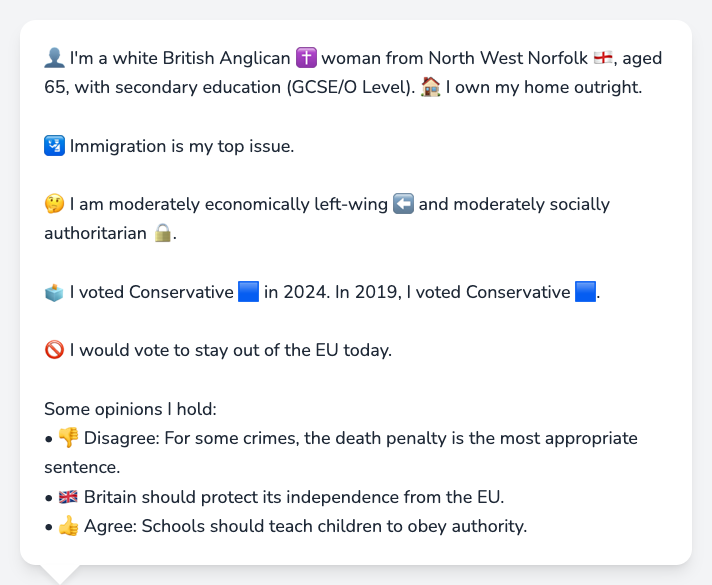 👤 I'm a white British Anglican ✝️ woman from North West Norfolk 🏴󠁧󠁢󠁥󠁮󠁧󠁿, aged
65, with secondary education (GCSE/O Level). 🏠 I own my home outright.
🛂 Immigration is my top issue.
🤔 I am moderately economically left-wing ⬅️ and moderately socially
authoritarian 🔒.
🗳️ I voted Conservative 🟦 in 2024. In 2019, I voted Conservative 🟦.
🚫 I would vote to stay out of the EU today.
Some opinions I hold:
• 👎 Disagree: For some crimes, the death penalty is the most appropriate
sentence.
• 🇬🇧 Britain should protect its independence from the EU.
• 👍 Agree: Schools should teach children to obey authority.